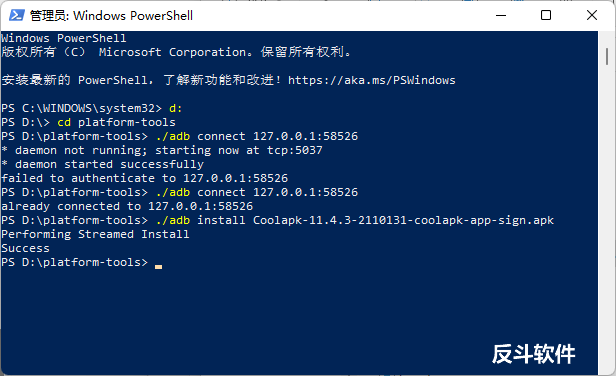 管理员: Windows PowerShell
Windows PowerShell
版权所有 (C)  Microsoft Corporation。保留所有权利。
安装最新的 PowerShell，了解新功能和改进！https://aka.ms/PSWindows
PS C:\WINDOWS\system32> d:
PS D:\> cd platform-tools
PS D:\platform-tools> ./adb connect 127.0.0.1:58526
* daemon not running; starting now at tcp:5037
* daemon started successfully
failed to authenticate to 127.0.0.1:58526
PS D:\platform-tools> ./adb connect 127.0.0.1:58526
already connected to 127.0.0.1:58526
PS D:\platform-tools> ./adb install Coolapk-11.4.3-2110131-coolapk-app-sign.apk
Performing Streamed Install
Success
PS D:\platform-tools>
反斗软件